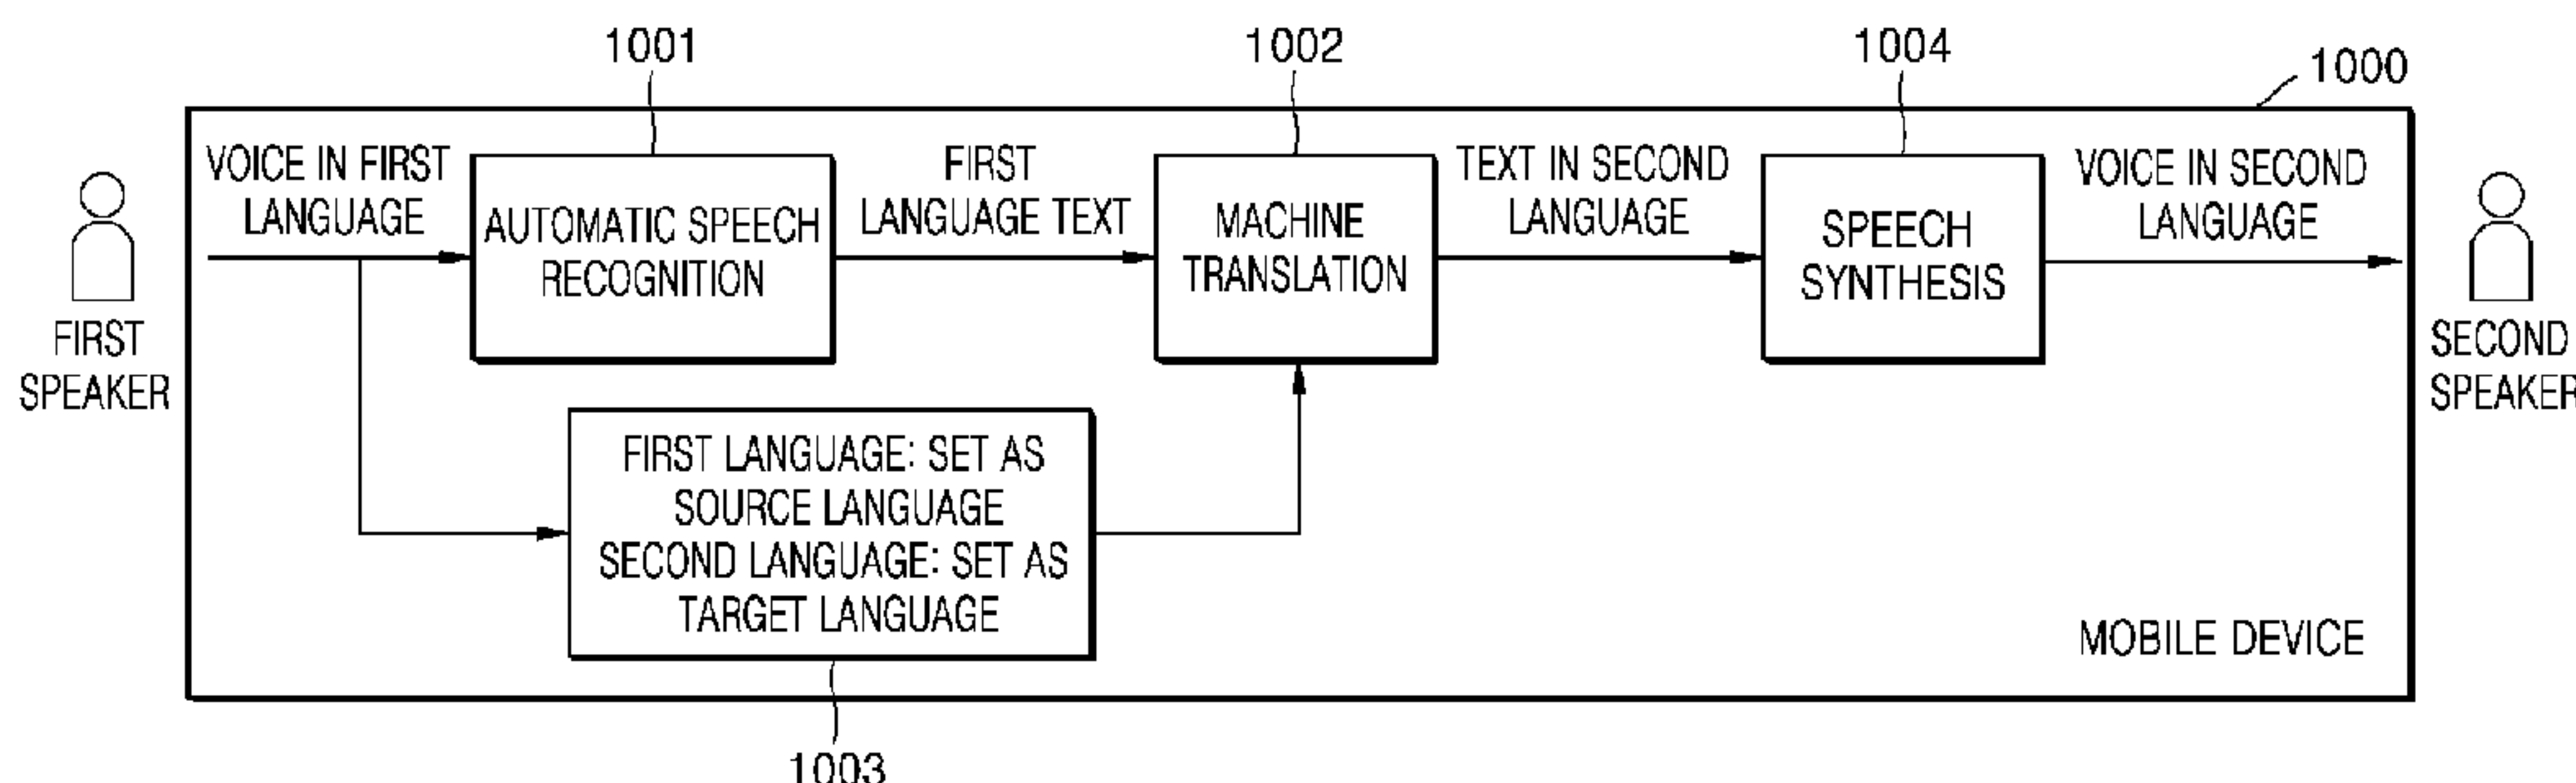 1001
1002
1004
1000
VOICE IN FIRST
LANGUAGE
AUTOMATIC SPEECH
RECOGNITION
FIRST
LANGUAGE TEXT
MACHINE
TRANSLATION
TEXT IN SECOND
LANGUAGE
SPEECH
SYNTHESIS
VOICE IN SECOND
LANGUAGE
FIRST
SPEAKER
SECOND
SPEAKER
FIRST LANGUAGE: SET AS
SOURCE LANGUAGE
SECOND LANGUAGE: SET AS
TARGET LANGUAGE
MOBILE DEVICE
1003